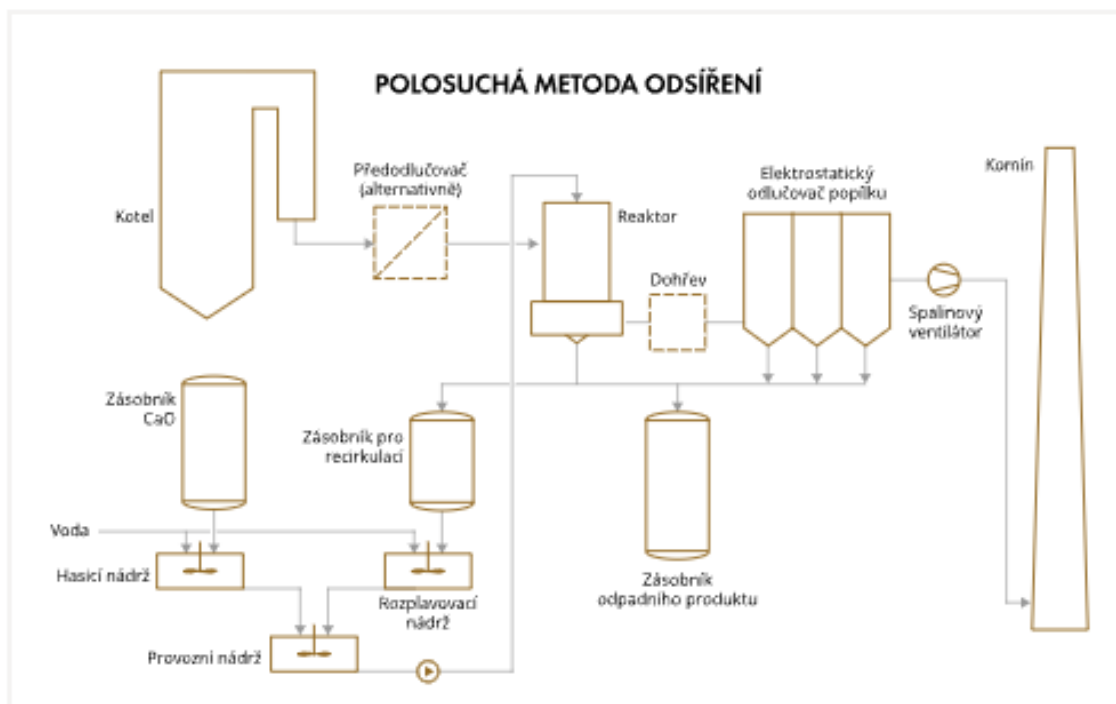 POLOSUCHÁ METODA ODSÍŘENÍ
Kotel
Předodlučovač
(alternativně)
Reaktor
Dohřev
Elektrostatický
odlučovač popílku
Spalinový
ventilátor
Komín
Zásobník
CaO
Zásobník pro
recirkulaci
Voda
Hasicí nádrž
Rozplavovací
nádrž
Provozní nádrž
Zásobník
odpadního produktu